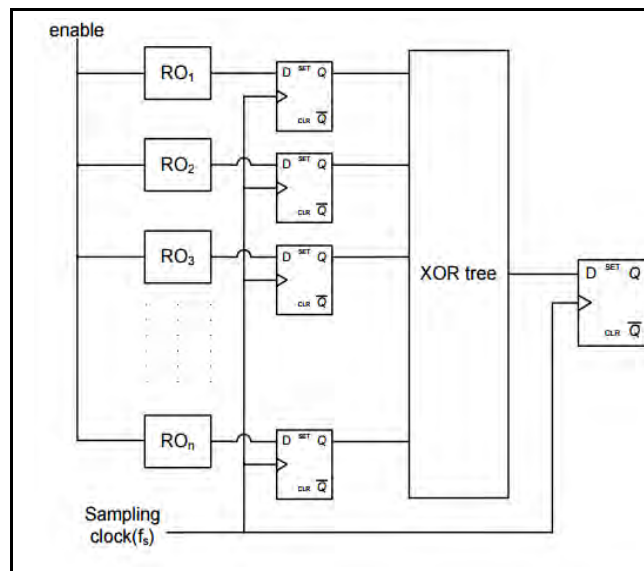 enable
RO1
D SET Q
CLR Q̅
RO2
D SET Q
CLR Q̅
RO3
D SET Q
CLR Q̅
XOR tree
D SET Q
CLR Q̅
ROn
D SET Q
CLR Q̅
Sampling
clock(fs)